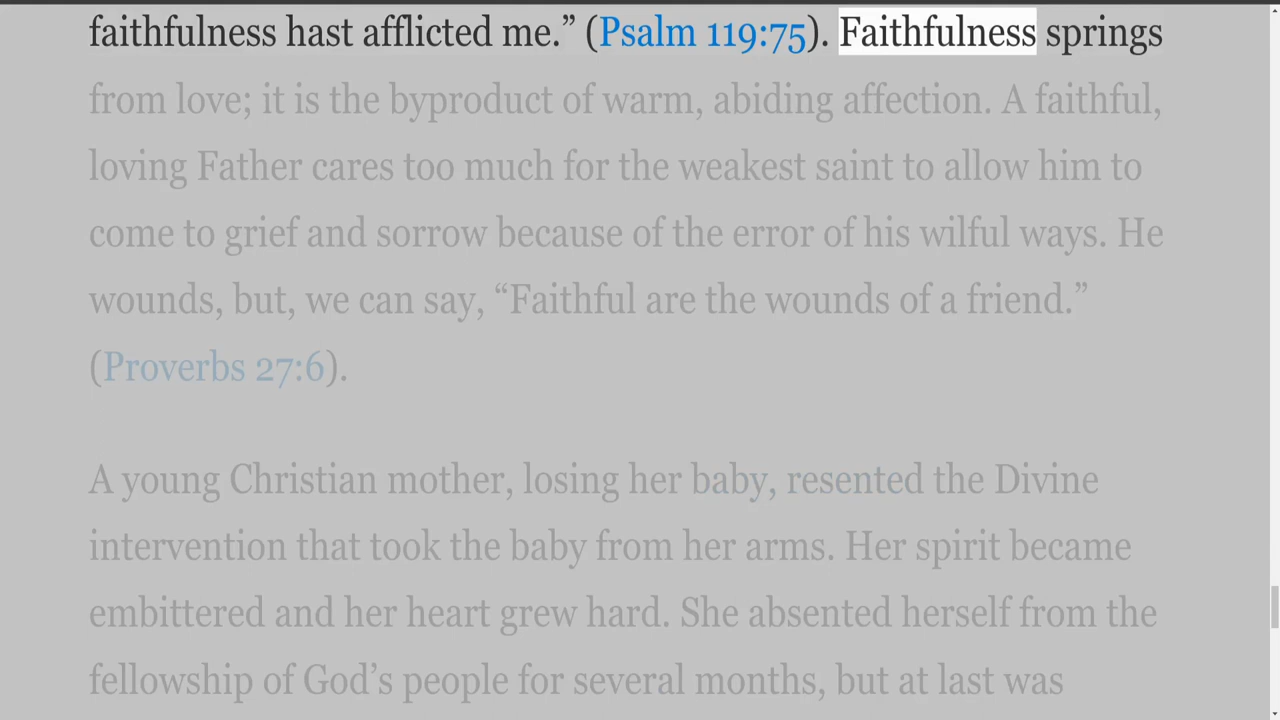 faithfulness hast afflicted me.” (Psalm 119:75). Faithfulness springs
from love; it is the byproduct of warm, abiding affection. A faithful,
loving Father cares too much for the weakest saint to allow him to
come to grief and sorrow because of the error of his wilful ways. He
wounds, but, we can say, “Faithful are the wounds of a friend.”
(Proverbs 27:6).
A young Christian mother, losing her baby, resented the Divine
intervention that took the baby from her arms. Her spirit became
embittered and her heart grew hard. She absented herself from the
fellowship of God’s people for several months, but at last was